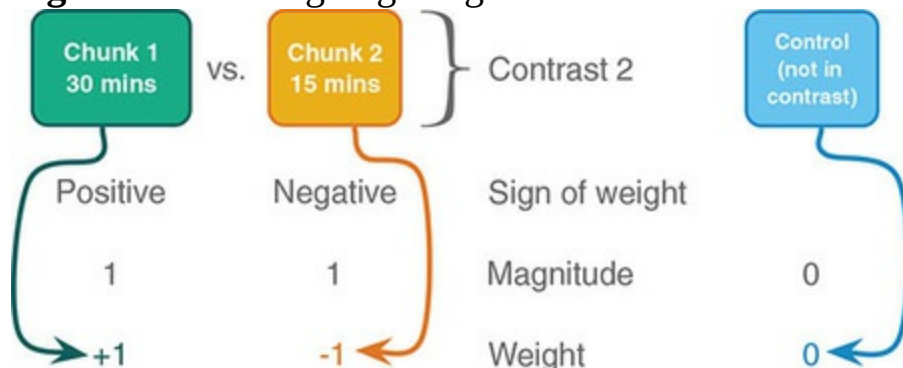 Chunk 1
30 mins
vs.
Chunk 2
15 mins
Contrast 2
Control
(not in
contrast)
Positive Negative Sign of weight
1 1 Magnitude 0
+1 -1 Weight 0